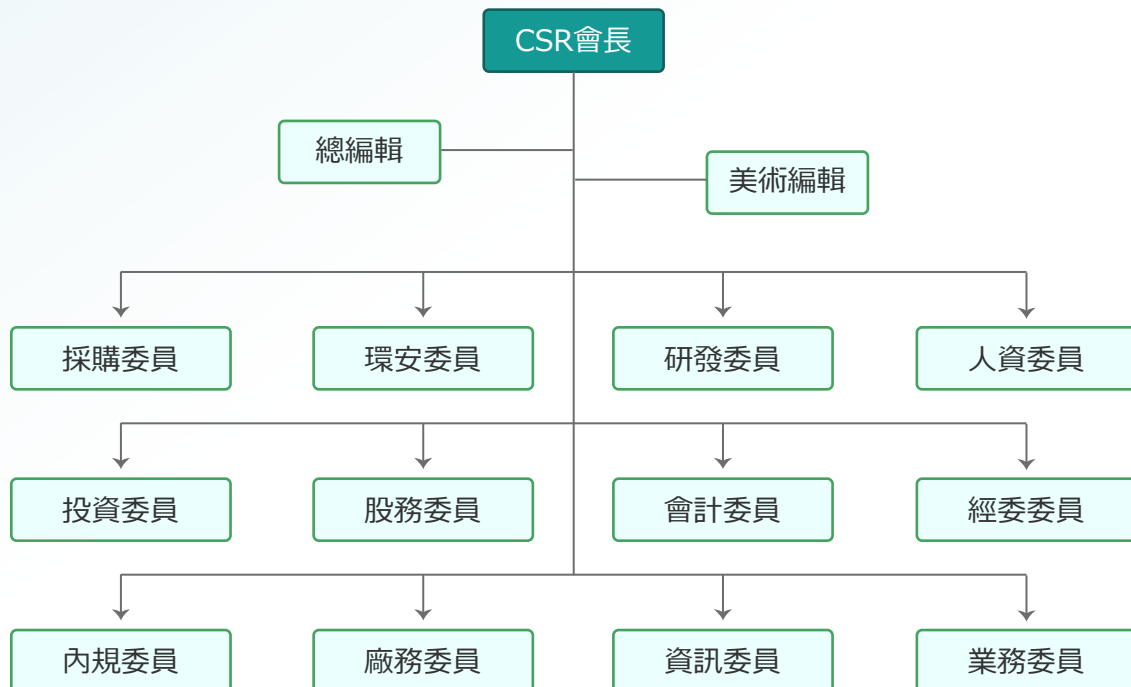 CSR會長
總編輯
美術編輯
採購委員
環安委員
研發委員
人資委員
投資委員
股務委員
會計委員
經委委員
內規委員
廠務委員
資訊委員
業務委員